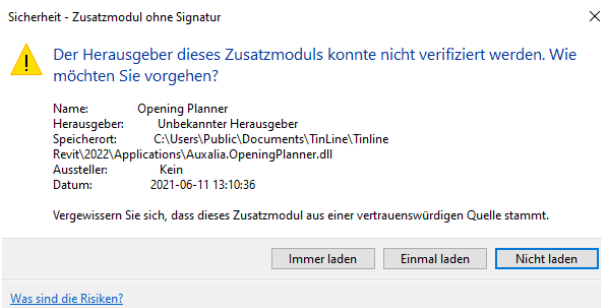 Sicherheit - Zusatzmodul ohne Signatur
Der Herausgeber dieses Zusatzmoduls konnte nicht verifiziert werden. Wie
möchten Sie vorgehen?
Name: Opening Planner
Herausgeber: Unbekannter Herausgeber
Speicherort: C:\Users\Public\Documents\TinLine\Tinline
Revit\2022\Applications\Auxalia.OpeningPlanner.dll
Aussteller: Kein
Datum: 2021-06-11 13:10:36
Vergewissern Sie sich, dass dieses Zusatzmodul aus einer vertrauenswürdigen Quelle stammt.
Immer laden Einmal laden Nicht laden
Was sind die Risiken?